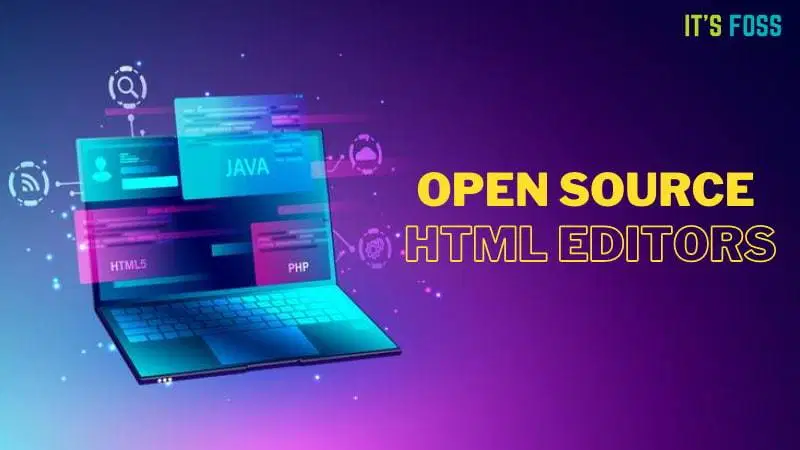 IT'S FOSS
JAVA
HTML5
PHP
OPEN SOURCE
HTML EDITORS